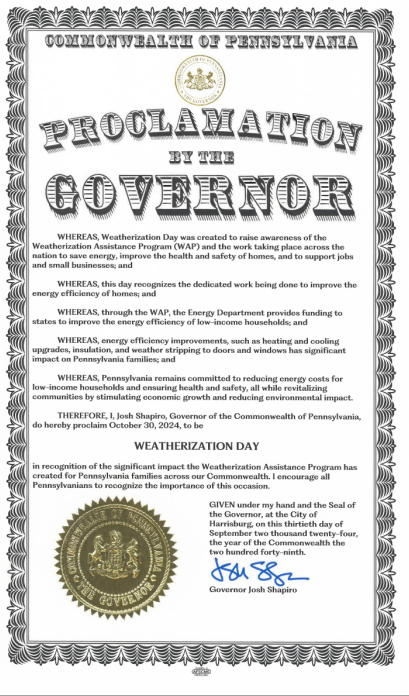 COMMONWEALTH OF PENNSYLVANIA
PROCLAMATION
BY THE
GOVERNOR
WHEREAS, Weatherization Day was created to raise awareness of the
Weatherization Assistance Program (WAP) and the work taking place across the
nation to save energy, improve the health and safety of homes, and to support jobs
and small businesses; and
WHEREAS, this day recognizes the dedicated work being done to improve the
energy efficiency of homes; and
WHEREAS, through the WAP, the Energy Department provides funding to
states to improve the energy efficiency of low-income households; and
WHEREAS, energy efficiency improvements, such as heating and cooling
upgrades, insulation, and weather stripping to doors and windows has significant
impact on Pennsylvania families; and
WHEREAS, Pennsylvania remains committed to reducing energy costs for
low-income households and ensuring health and safety, all while revitalizing
communities by stimulating economic growth and reducing environmental impact.
THEREFORE, I, Josh Shapiro, Governor of the Commonwealth of Pennsylvania,
do hereby proclaim October 30, 2024, to be
WEATHERIZATION DAY
in recognition of the significant impact the Weatherization Assistance Program has
created for Pennsylvania families across our Commonwealth. I encourage all
Pennsylvanians to recognize the importance of this occasion.
GIVEN under my hand and the Seal of
the Governor, at the City of
Harrisburg, on this thirtieth day of
September two thousand twenty-four,
the year of the Commonwealth the
two hundred forty-ninth.
Governor Josh Shapiro
COMMONWEALTH OF PENNSYLVANIA
THE GOVERNOR